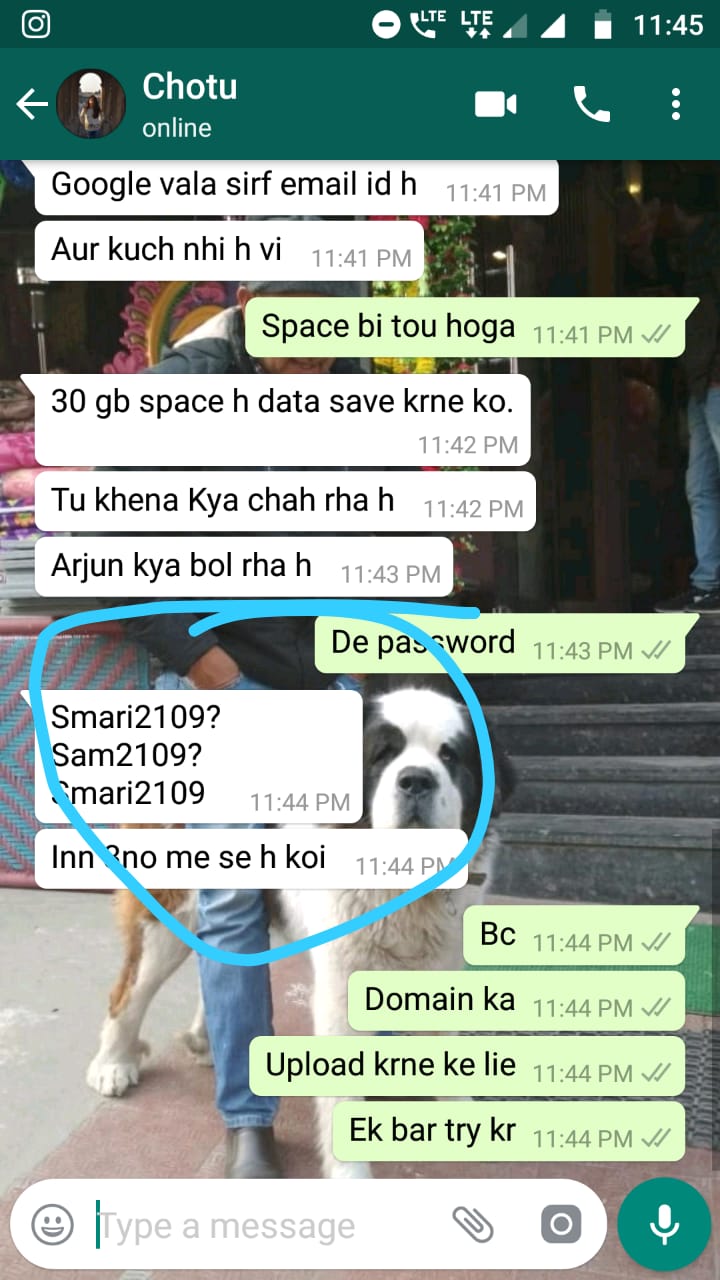 LTE LTE 11:45
Chotu
online
Google vala sirf email id h 11:41 PM
Aur kuch nhi h vi 11:41 PM
Space bi tou hoga 11:41 PM
30 gb space h data save krne ko.
11:42 PM
Tu khena Kya chah rha h 11:42 PM
Arjun kya bol rha h 11:43 PM
De password 11:43 PM
Smari2109?
Sam2109?
Smari2109 11:44 PM
Inn 3no me se h koi 11:44 PM
Bc 11:44 PM
Domain ka 11:44 PM
Upload krne ke lie 11:44 PM
Ek bar try kr 11:44 PM
Type a message